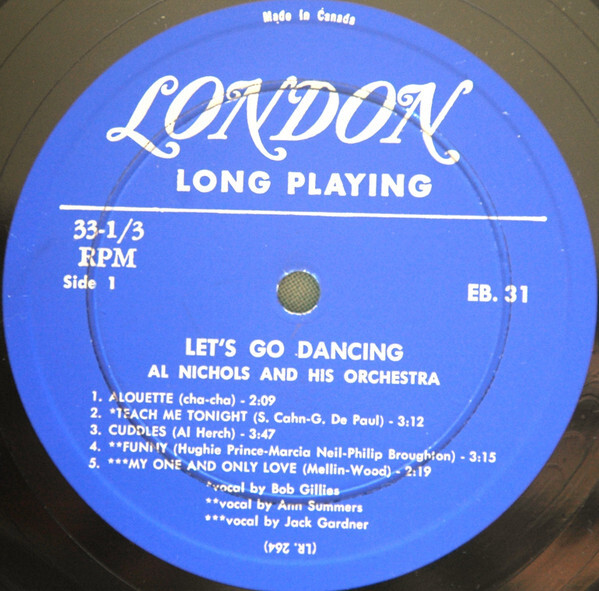 Made in Canada
LONDON
LONG PLAYING
33-1/3
RPM
Side 1
EB. 31
LET'S GO DANCING
AL NICHOLS AND HIS ORCHESTRA
1. ALOUETTE (cha-cha) - 2:09
2. *TEACH ME TONIGHT (S. Cahn-G. De Paul) - 3:12
3. CUDDLES (Al Herch) - 3:47
4. **FUNNY (Hughie Prince-Marcia Neil-Philip Broughton) - 3:15
5. ***MY ONE AND ONLY LOVE (Mellin-Wood) - 2:19
*vocal by Bob Gillies
**vocal by Ann Summers
***vocal by Jack Gardner
(LR. 264)